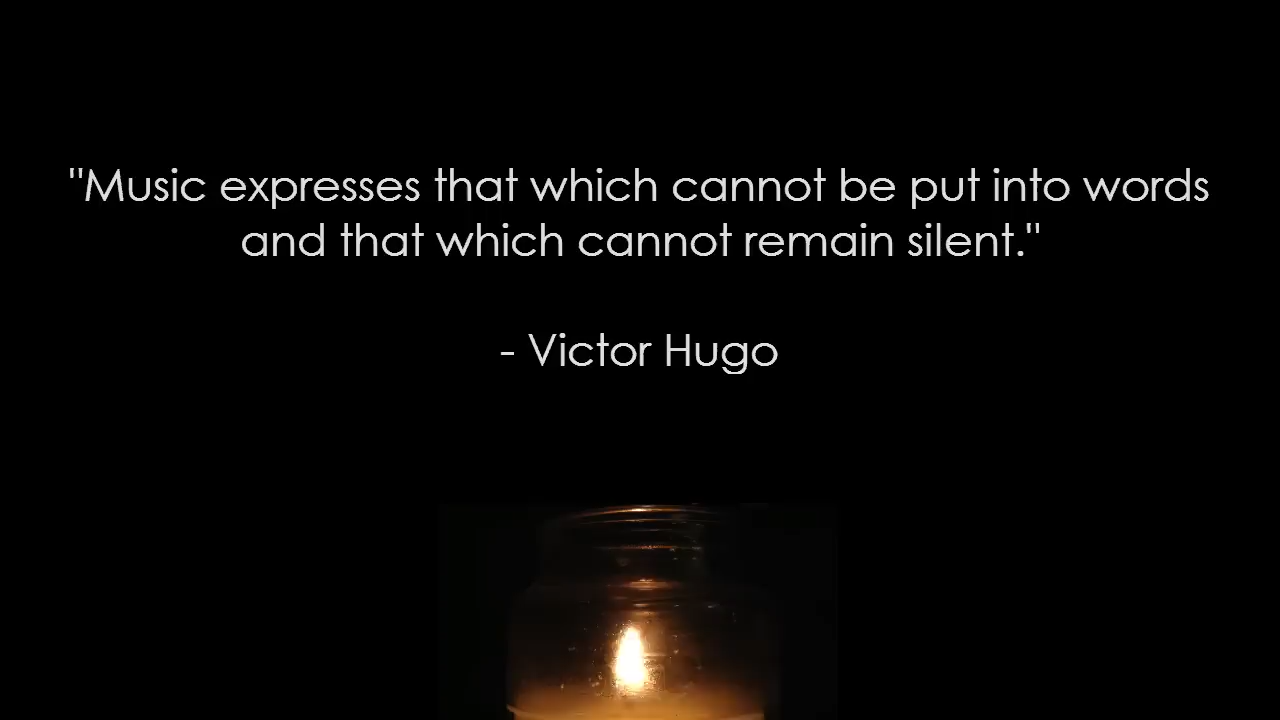 "Music expresses that which cannot be put into words
and that which cannot remain silent."
- Victor Hugo